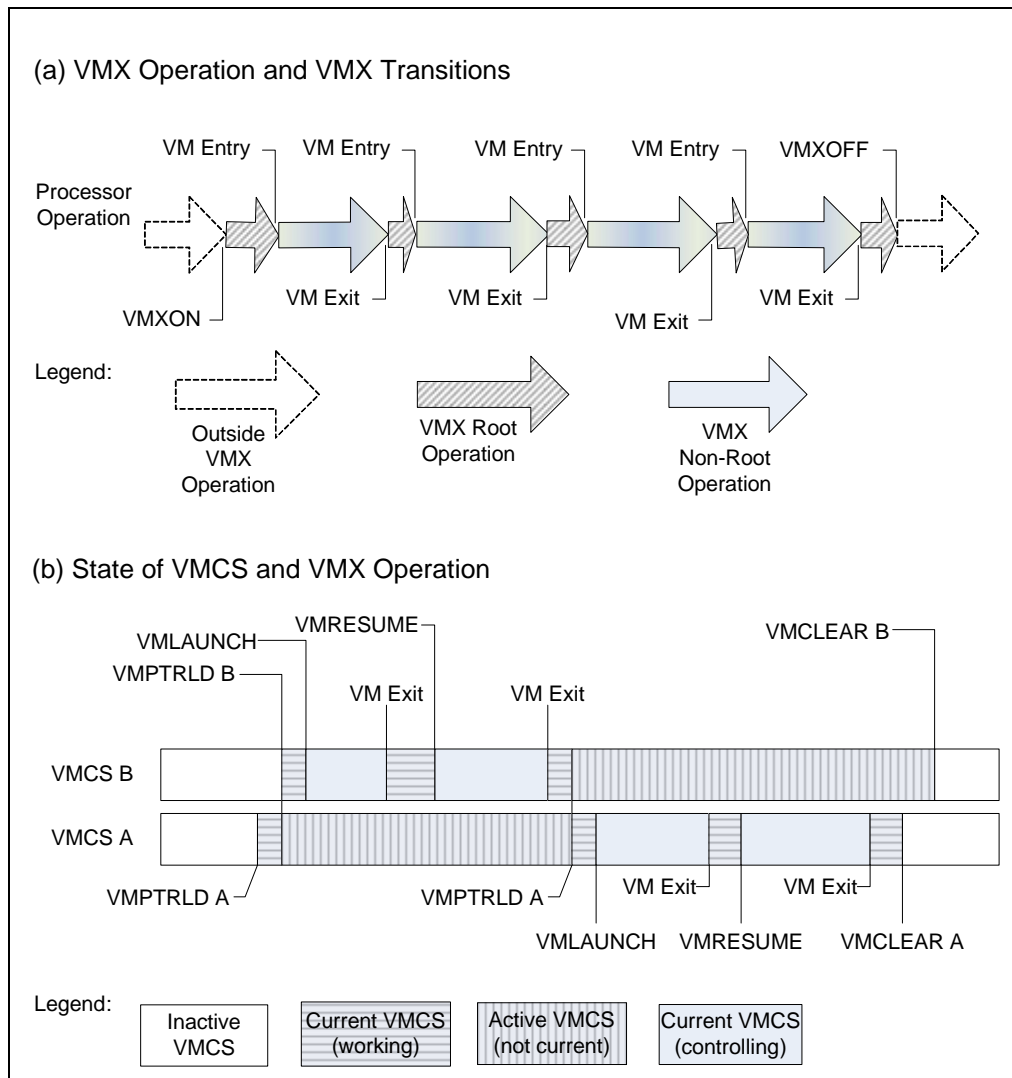 (a) VMX Operation and VMX Transitions
VM Entry VM Entry VM Entry VM Entry VMXOFF
Processor
Operation
VM Exit VM Exit VM Exit
VMXON VM Exit
Legend:
Outside
VMX
Operation
VMX Root
Operation
VMX
Non-Root
Operation
(b) State of VMCS and VMX Operation
VMRESUME VMCLEAR B
VMLAUNCH
VMPTRLD B
VM Exit VM Exit
VMCS B
VMCS A
VMPTRLD A VMPTRLD A VM Exit VM Exit
VMLAUNCH VMRESUME VMCLEAR A
Legend:
Inactive
VMCS
Current VMCS
(working)
Active VMCS
(not current)
Current VMCS
(controlling)